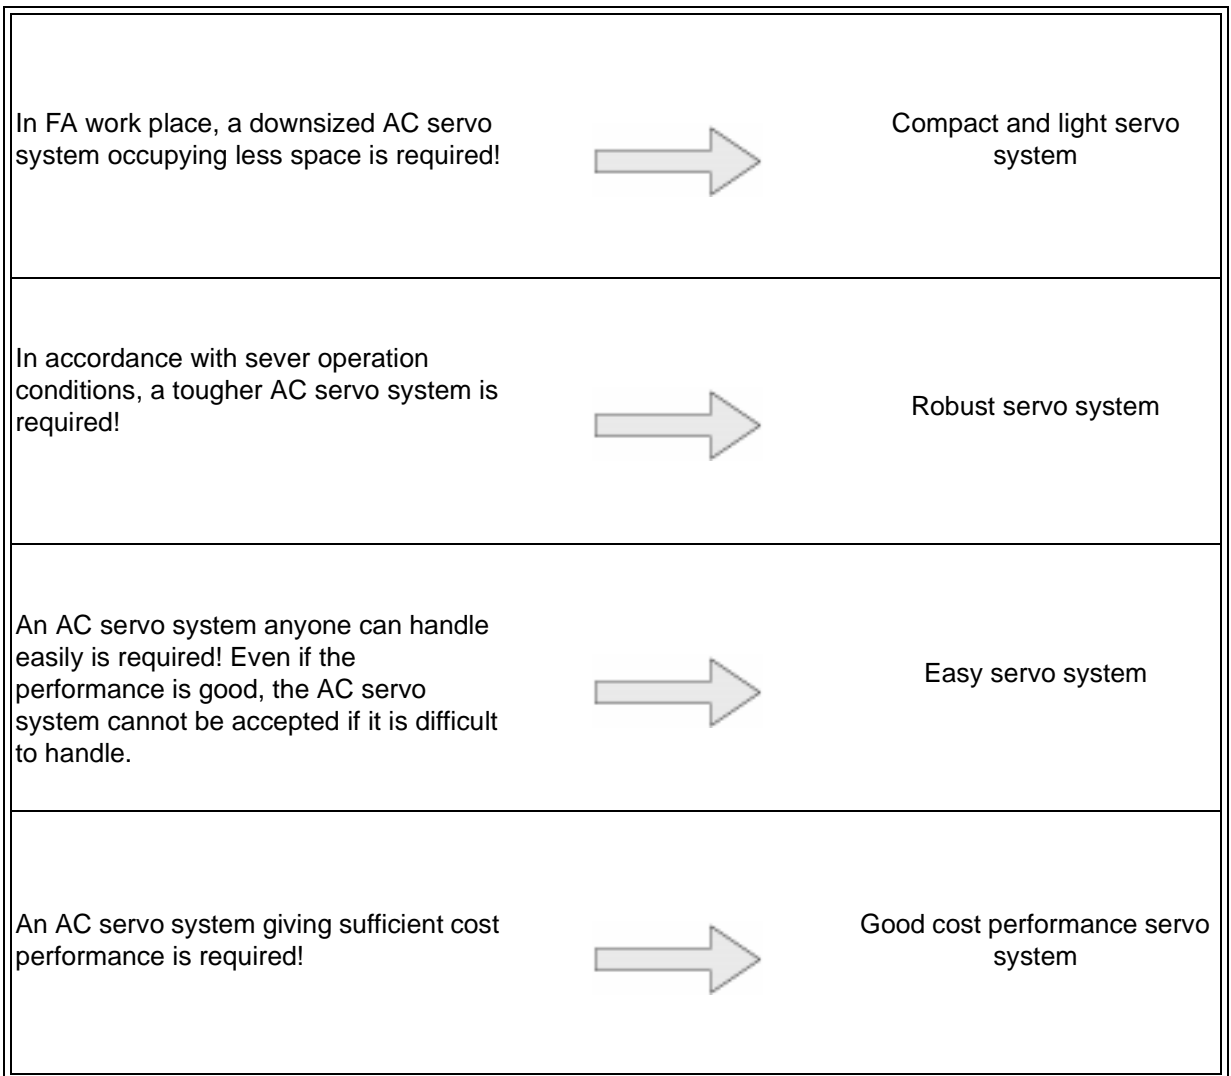 In FA work place, a downsized AC servo
system occupying less space is required!
Compact and light servo
system
In accordance with sever operation
conditions, a tougher AC servo system is
required!
Robust servo system
An AC servo system anyone can handle
easily is required! Even if the
performance is good, the AC servo
system cannot be accepted if it is difficult
to handle.
Easy servo system
An AC servo system giving sufficient cost
performance is required!
Good cost performance servo
system